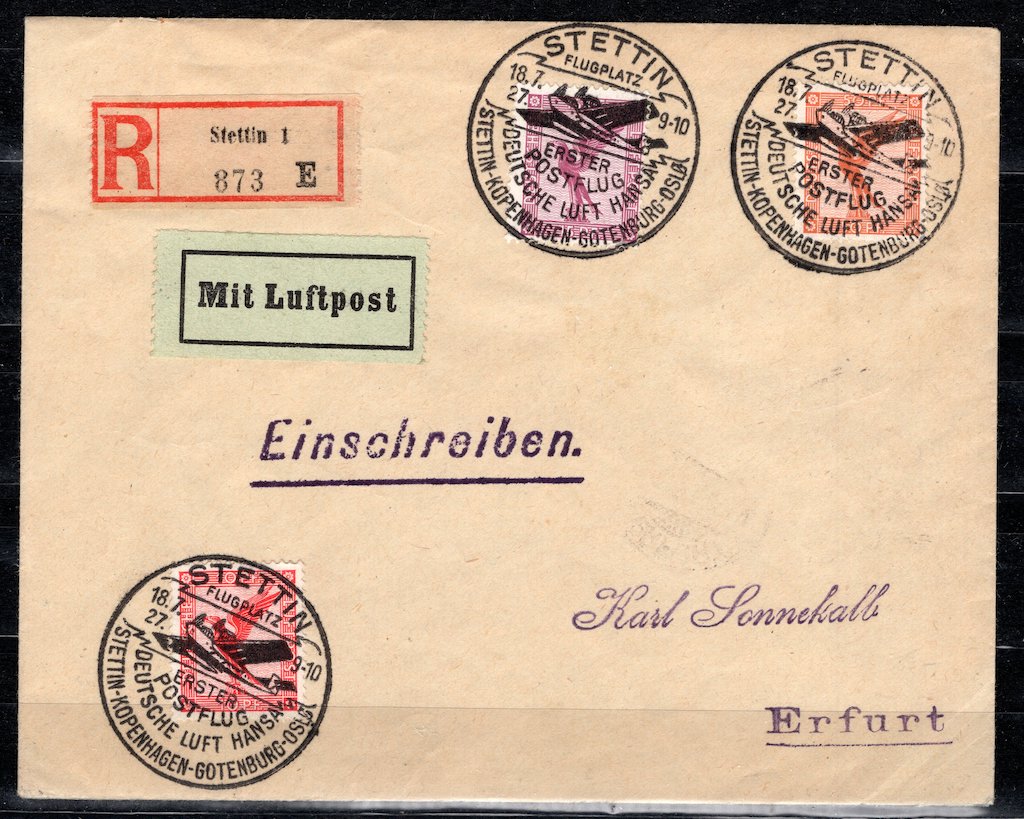 R
Stettin 1
873 E
Mit Luftpost
STETTIN
FLUGPLATZ
18.7.
27.
9-10
ERSTER
POSTFLUG
DEUTSCHE LUFT HANSA
STETTIN-KOPENHAGEN-GOTENBURG-OSLO
STETTIN
FLUGPLATZ
18.7
27.
9-10
ERSTER
POSTFLUG
DEUTSCHE LUFT HANSA
STETTIN-KOPENHAGEN-GOTENBURG-OSLO
Einschreiben.
Karl Sonnekalb
Erfurt
STETTIN
FLUGPLATZ
18.7
27.
9-10
ERSTER
POSTFLUG
DEUTSCHE LUFT HANSA
STETTIN-KOPENHAGEN-GOTENBURG-OSLO